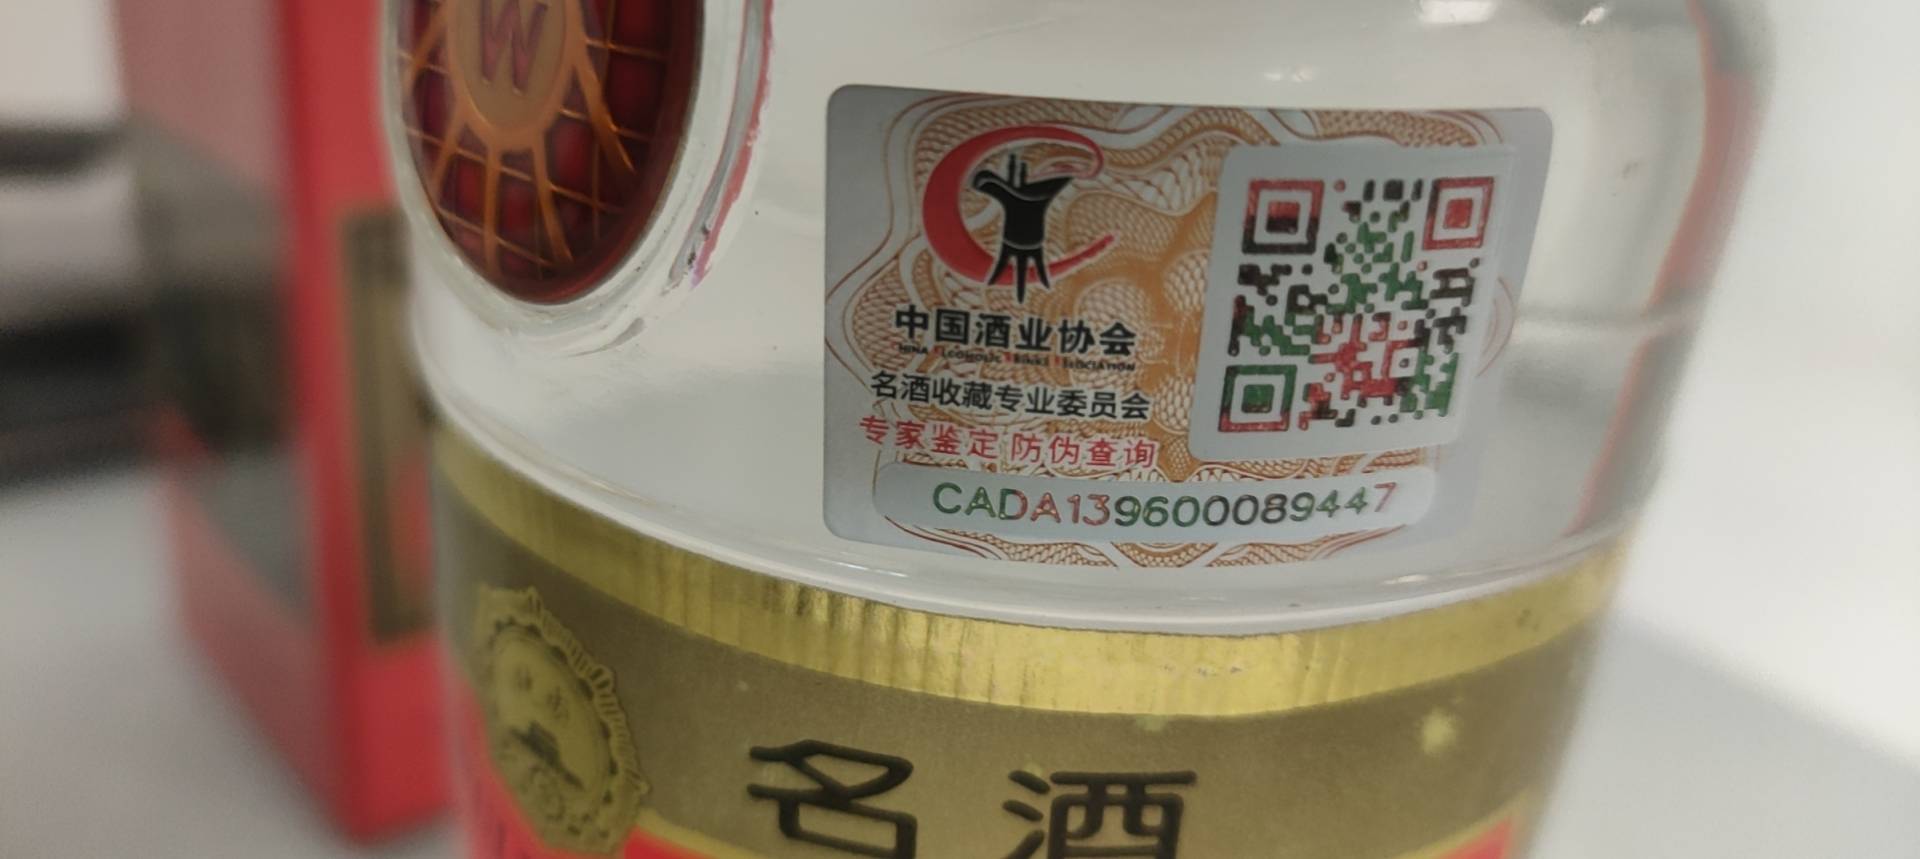 W
中国酒业协会
名酒收藏专业委员会
专家鉴定 防伪查询
CADA139600089447
名酒